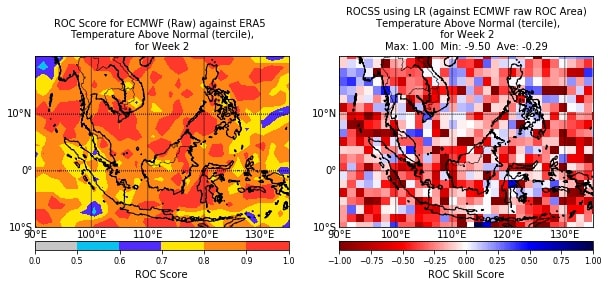 ROC Score for ECMWF (Raw) against ERA5
Temperature Above Normal (tercile),
for Week 2
10°N
0°
10°S
90°E 100°E 110°E 120°E 130°E
0.0 0.5 0.6 0.7 0.8 0.9 1.0
ROC Score
ROCSS using LR (against ECMWF raw ROC Area)
Temperature Above Normal (tercile),
for Week 2
Max: 1.00 Min: -9.50 Ave: -0.29
10°N
0°
10°S
90°E 100°E 110°E 120°E 130°E
−1.00 −0.75 −0.50 −0.25 0.00 0.25 0.50 0.75 1.00
ROC Skill Score